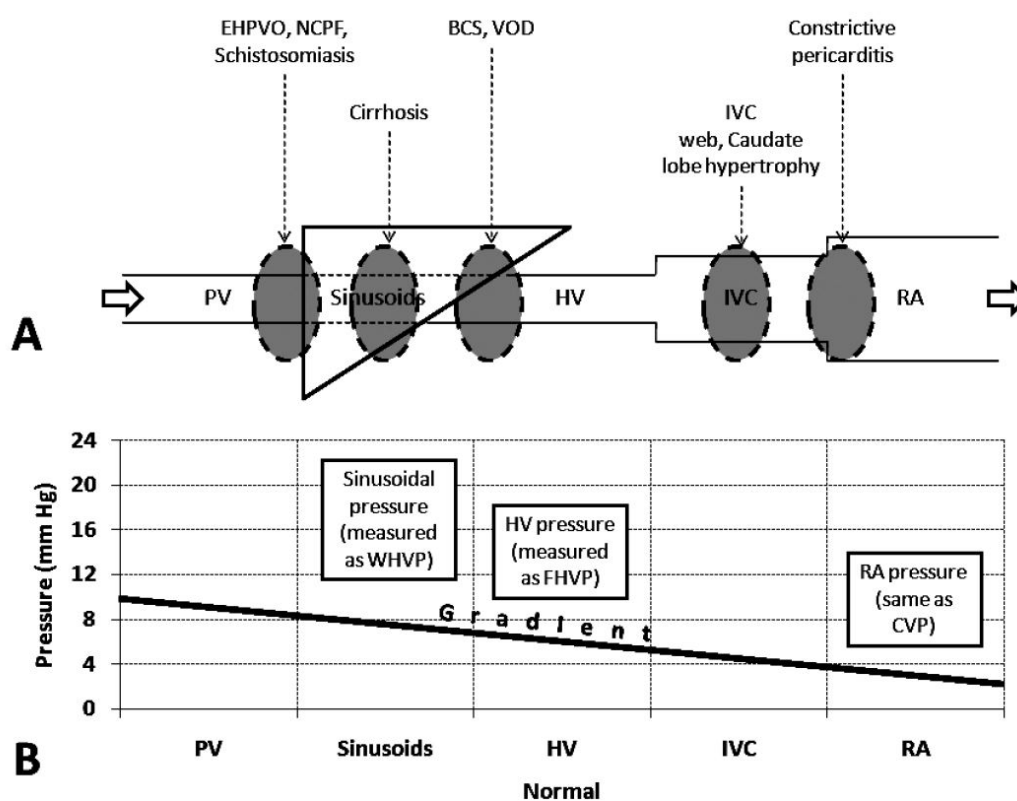 EHPVO, NCPF,
Schistosomiasis
BCS, VOD
Constrictive
pericarditis
Cirrhosis
IVC
web, Caudate
lobe hypertrophy
PV
Sinusoids
HV
IVC
RA
A
Pressure (mm Hg)
24
20
16
12
8
4
0
Sinusoidal
pressure
(measured
as WHVP)
HV pressure
(measured
as FHVP)
RA pressure
(same as
CVP)
Gradient
PV
Sinusoids
HV
IVC
RA
B
Normal